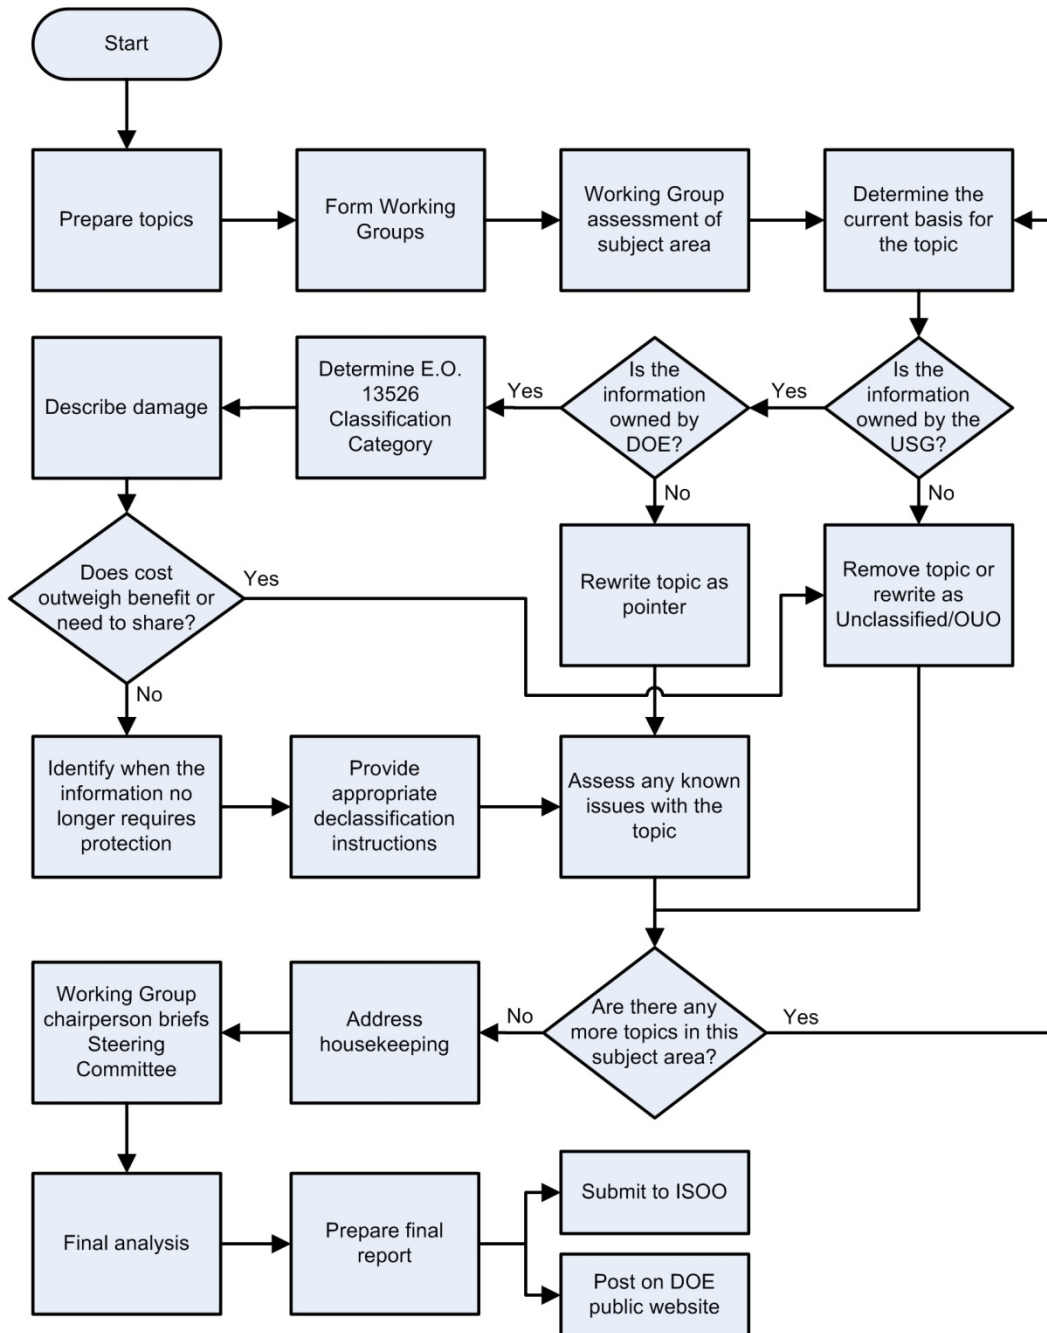 Start
Prepare topics
Form Working
Groups
Working Group
assessment of
subject area
Determine the
current basis for
the topic
Describe damage
Determine E.O.
13526
Classification
Category
Yes
Is the
information
owned by
DOE?
Yes
Is the
information
owned by the
USG?
No
No
Does cost
outweigh benefit or
need to share?
Yes
Rewrite topic as
pointer
Remove topic or
rewrite as
Unclassified/OUO
No
Identify when the
information no
longer requires
protection
Provide
appropriate
declassification
instructions
Assess any known
issues with the
topic
Working Group
chairperson briefs
Steering
Committee
Address
housekeeping
No
Are there any
more topics in this
subject area?
Yes
Final analysis
Prepare final
report
Submit to ISOO
Post on DOE
public website